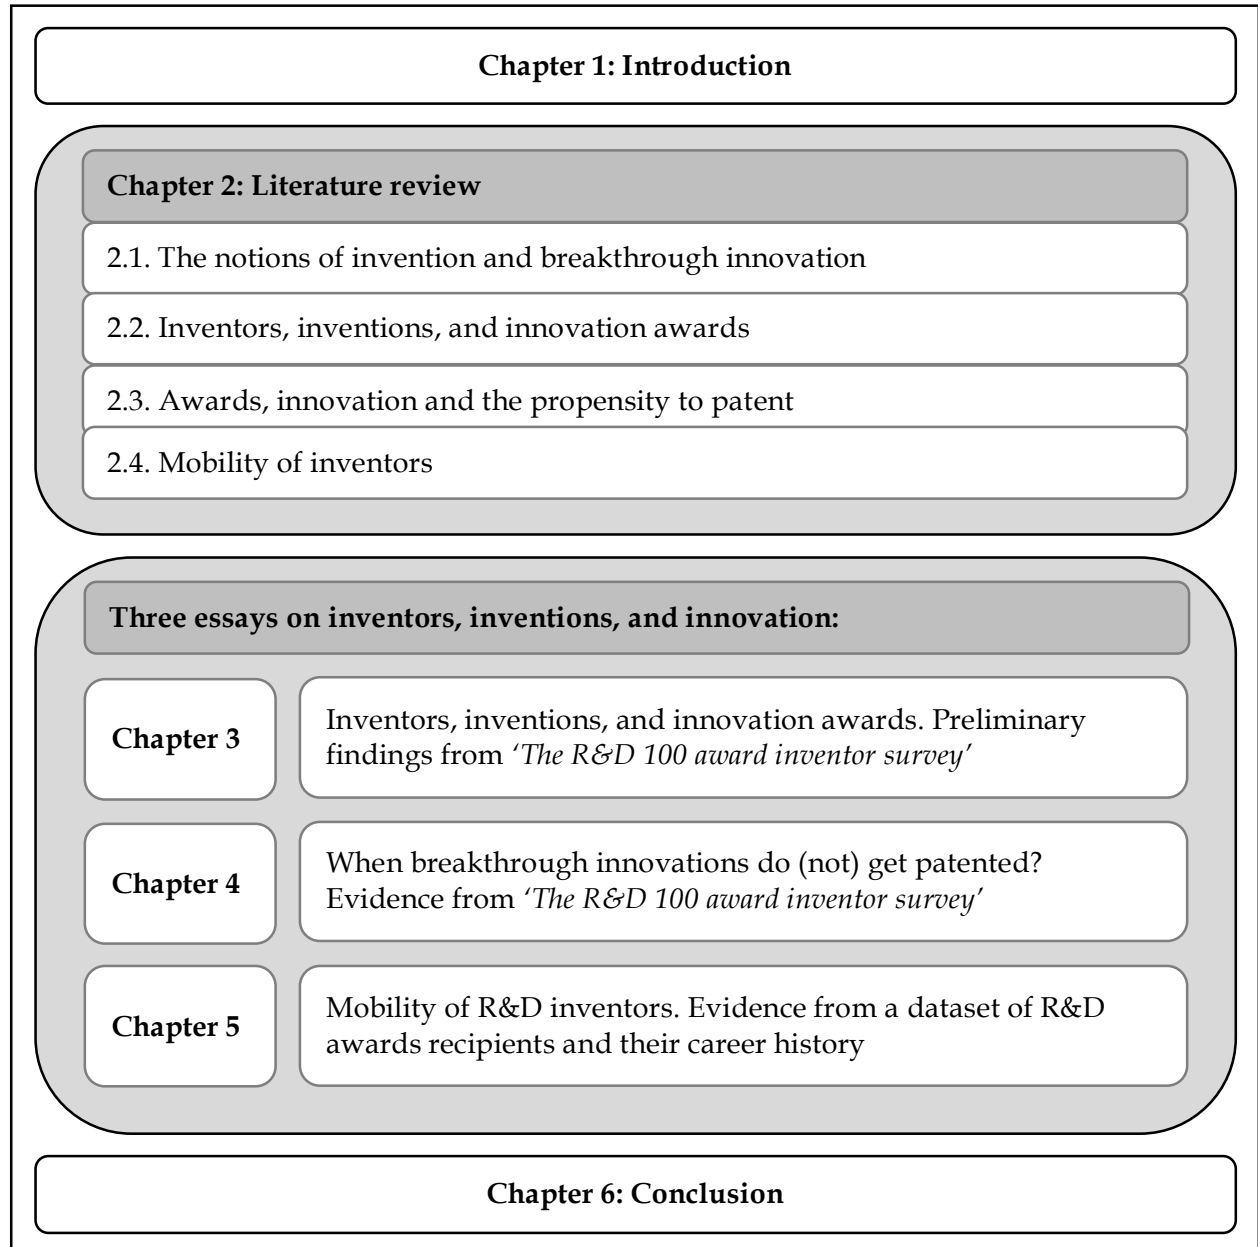 Chapter 1: Introduction
Chapter 2: Literature review
2.1. The notions of invention and breakthrough innovation
2.2. Inventors, inventions, and innovation awards
2.3. Awards, innovation and the propensity to patent
2.4. Mobility of inventors
Three essays on inventors, inventions, and innovation:
Chapter 3
Inventors, inventions, and innovation awards. Preliminary
findings from ‘The R&D 100 award inventor survey’
Chapter 4
When breakthrough innovations do (not) get patented?
Evidence from ‘The R&D 100 award inventor survey’
Chapter 5
Mobility of R&D inventors. Evidence from a dataset of R&D
awards recipients and their career history
Chapter 6: Conclusion